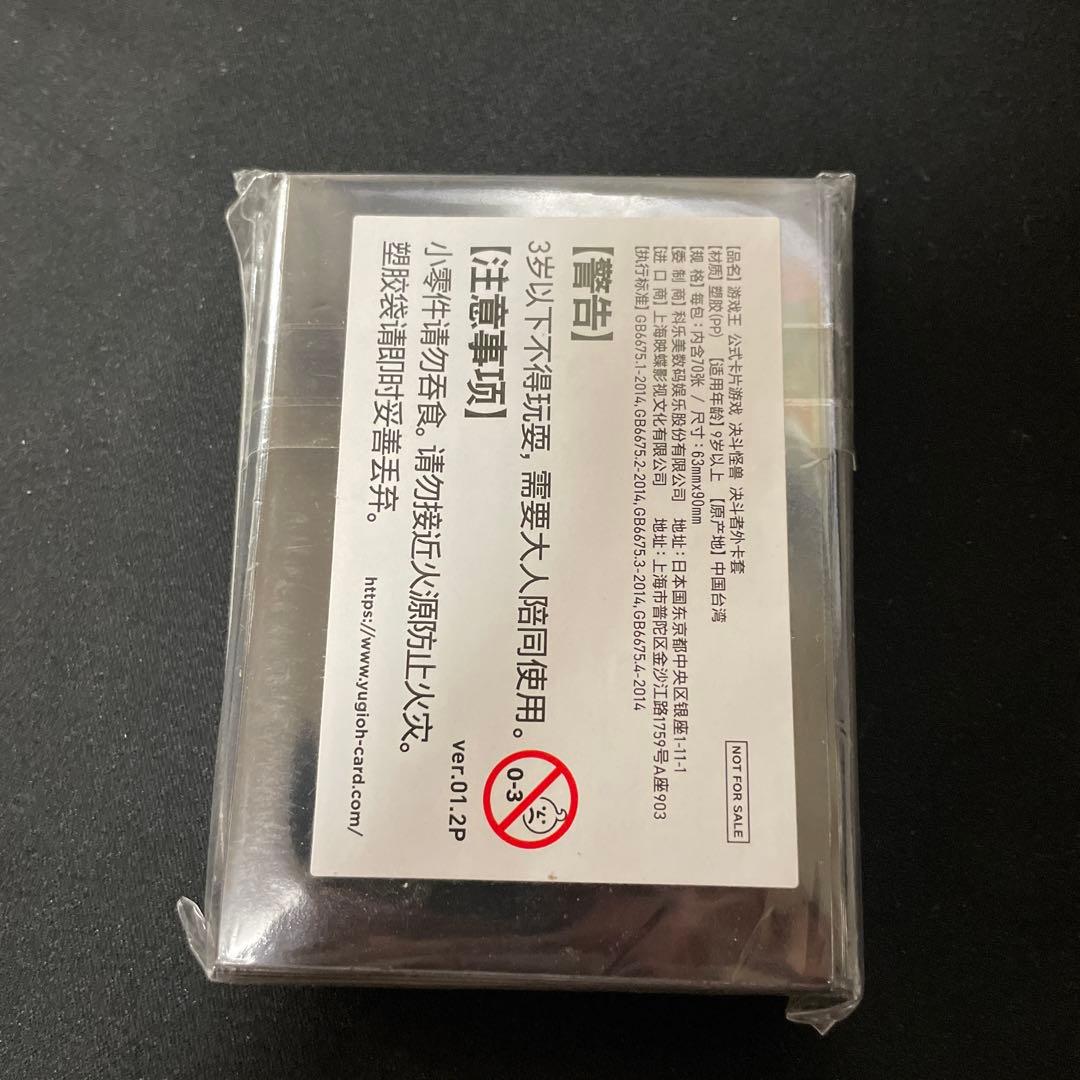 [品名] 游戏王 公式卡片游戏 决斗怪兽 决斗者外卡套
[材质] 塑胶(PP) [适用年龄] 9岁以上 [原产地] 中国台湾
[规 格] 每包:内含70张 / 尺寸:63mmx90mm
[委 制 商] 科乐美数码娱乐股份有限公司 地址:日本国东京都中央区银座1-11-1
[进 口 商] 上海映蝶影视文化有限公司 地址:上海市普陀区金沙江路1759号A座903
[执行标准] GB6675.1-2014,GB6675.2-2014,GB6675.3-2014,GB6675.4-2014
NOT FOR SALE
【警告】
3岁以下不得玩耍,需要大人陪同使用。
0-3
【注意事项】
小零件请勿吞食。请勿接近火源防止火灾。
塑胶袋请即时妥善丢弃。
ver.01.2P
https://www.yugioh-card.com/